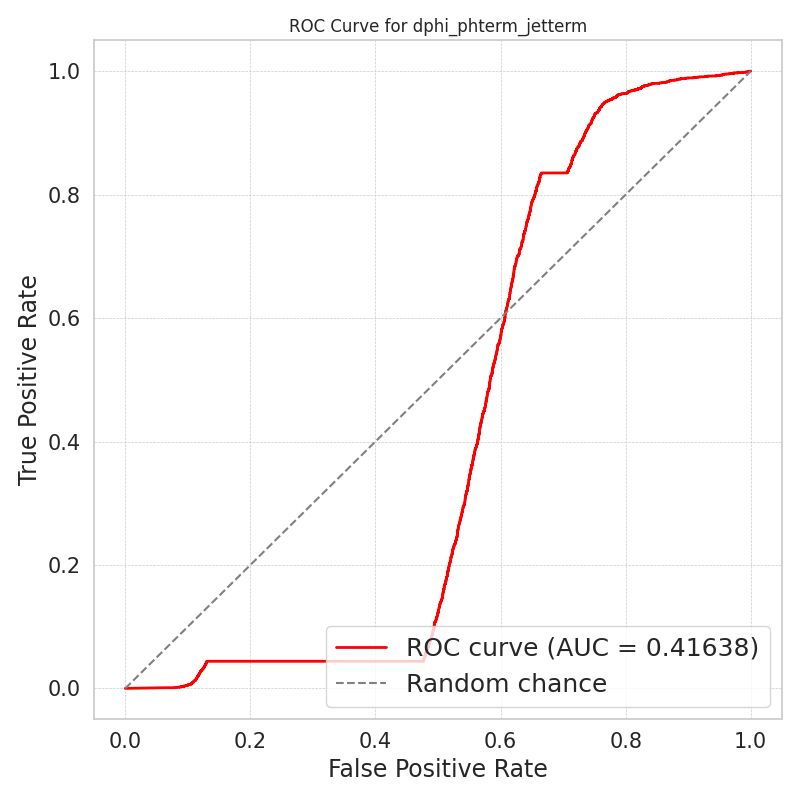 ROC Curve for dphi_phterm_jetterm
True Positive Rate
1.0
0.8
0.6
0.4
0.2
0.0
ROC curve (AUC = 0.41638)
Random chance
0.0 0.2 0.4 0.6 0.8 1.0
False Positive Rate